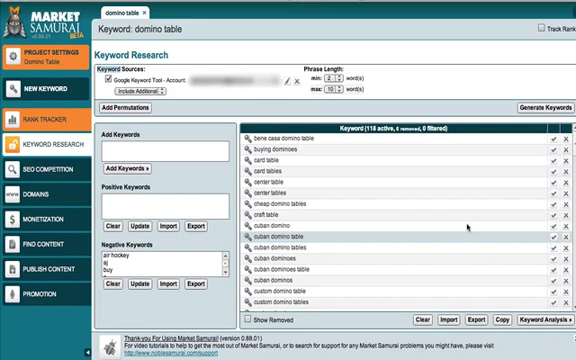 MARKET
SAMURAI
v0.88.01
BETA
domino table
Keyword: domino table
Track Rank
PROJECT SETTINGS
Domino Table
NEW KEYWORD
RANK TRACKER
KEYWORD RESEARCH
SEO COMPETITION
www
DOMAINS
MONETIZATION
FIND CONTENT
PUBLISH CONTENT
PROMOTION
Keyword Research
Keyword Sources:
Google Keyword Tool - Account:
Include Additional
Phrase Length:
min: 2 word(s)
max: 10 word(s)
Add Permutations
Generate Keywords
Add Keywords
Add Keywords »
Positive Keywords
Clear Update Import Export
Negative Keywords
air hockey
aj
buy
Clear Update Import Export
Keyword (118 active, 6 removed, 0 filtered)
bene casa domino table
buying dominoes
card table
card tables
center table
center tables
cheap domino tables
craft table
cuban domino
cuban domino table
cuban domino tables
cuban dominoes
cuban dominoes table
cuban dominos
custom domino table
custom domino tables
Show Removed
Clear Import Export Copy Keyword Analysis »
Thank-you For Using Market Samurai! (version 0.88.01)
For video tutorials to help to get the most out of Market Samurai, or to search for support for any Market Samurai problems you might have, please visit:
http://www.noblesamurai.com/support